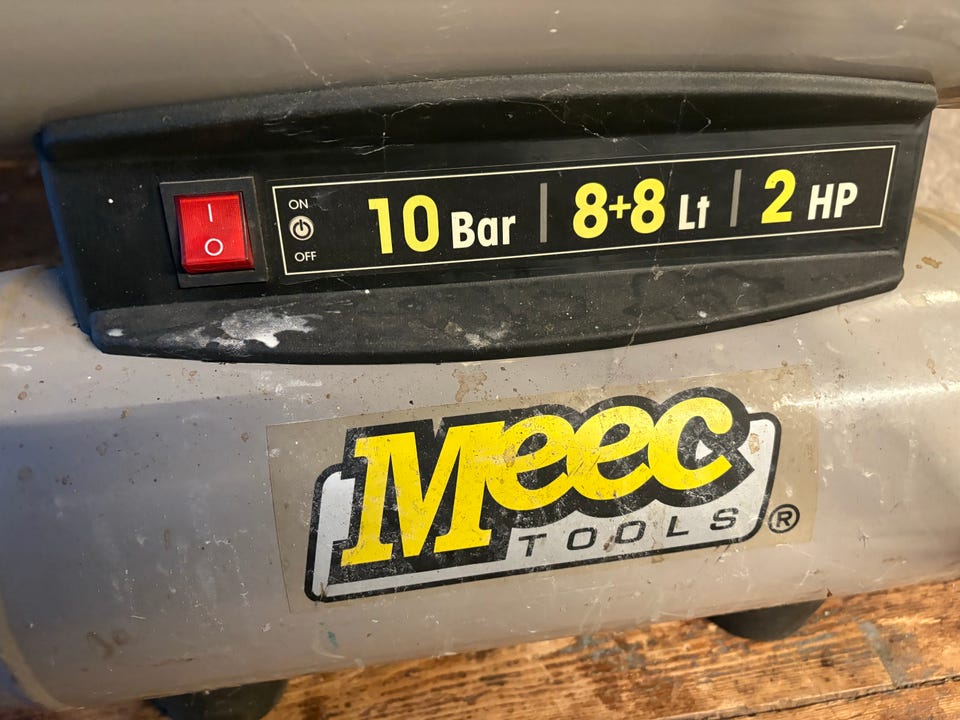 ON
OFF
10 Bar | 8+8 Lt | 2 HP
Meec
TOOLS ®